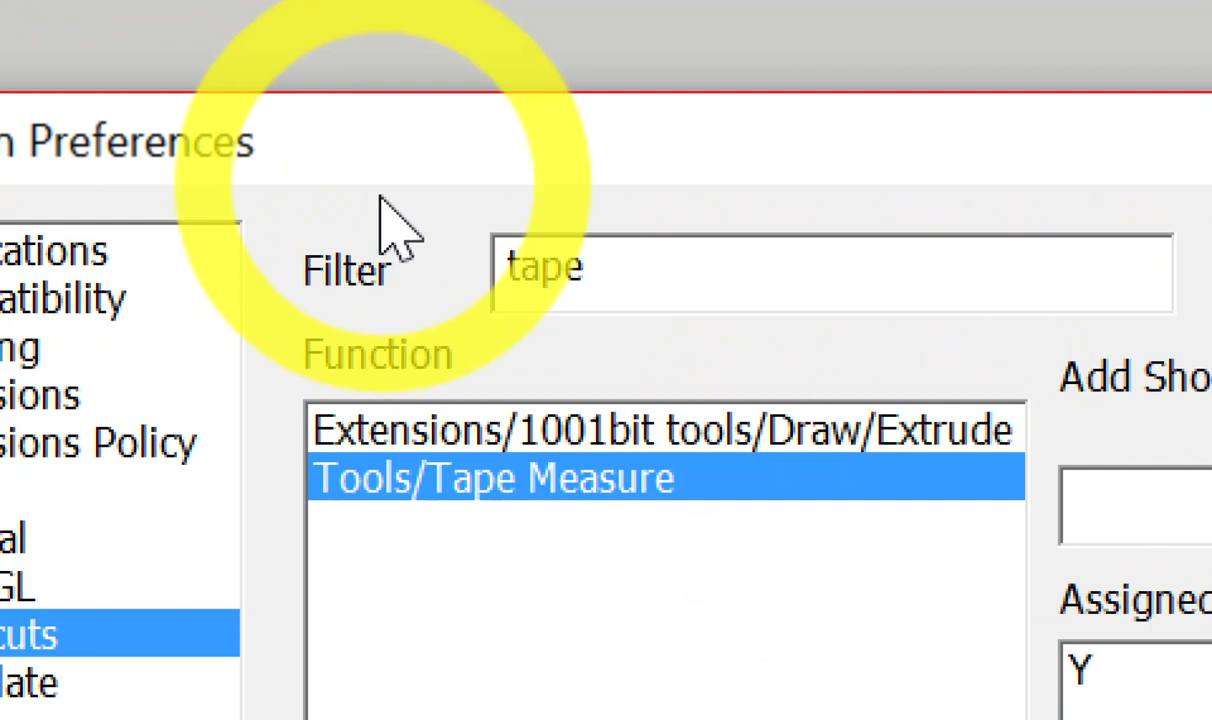 n Preferences
cations
atibility
ng
sions
sions Policy
al
GL
cuts
late
Filter
tape
Function
Extensions/1001bit tools/Draw/Extrude
Tools/Tape Measure
Add Sho
Assigned
Y